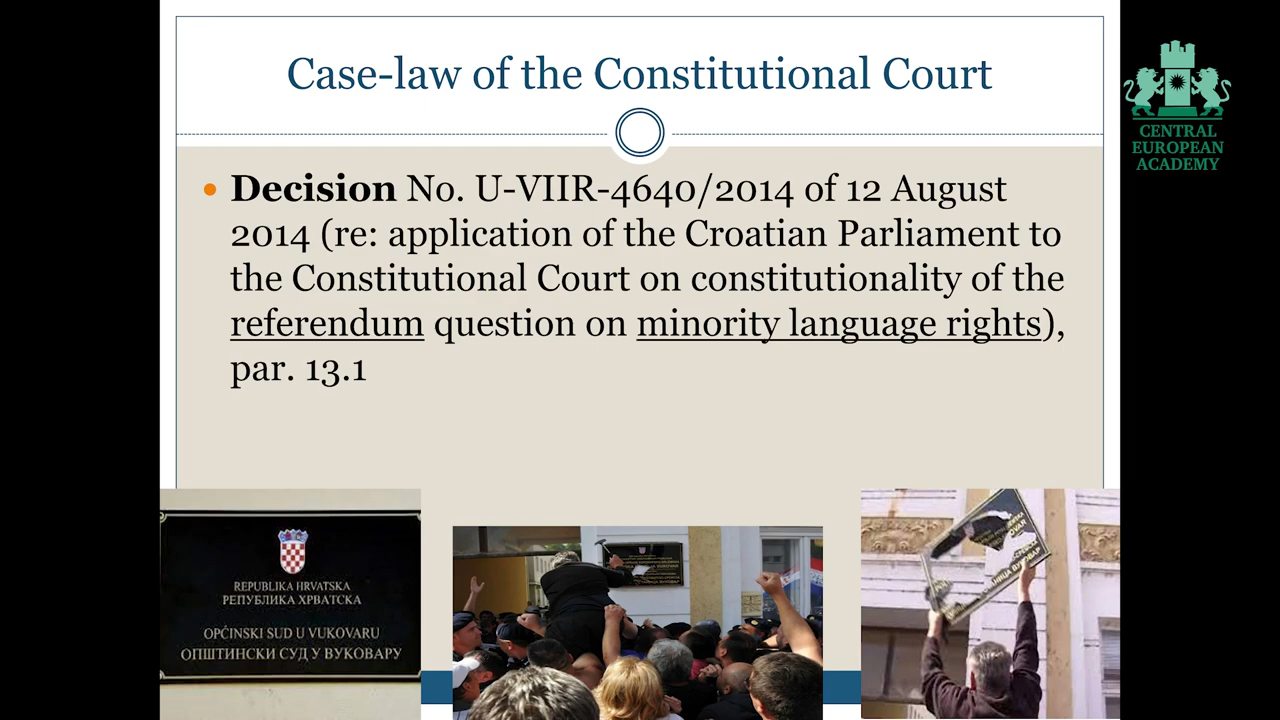 Case-law of the Constitutional Court
CENTRAL
EUROPEAN
ACADEMY
• Decision No. U-VIIR-4640/2014 of 12 August
2014 (re: application of the Croatian Parliament to
the Constitutional Court on constitutionality of the
referendum question on minority language rights),
par. 13.1
REPUBLIKA HRVATSKA
РЕПУБЛИКА ХРВАТСКА
OPĆINSKI SUD U VUKOVARU
ОПШТИНСКИ СУД У ВУКОВАРУ